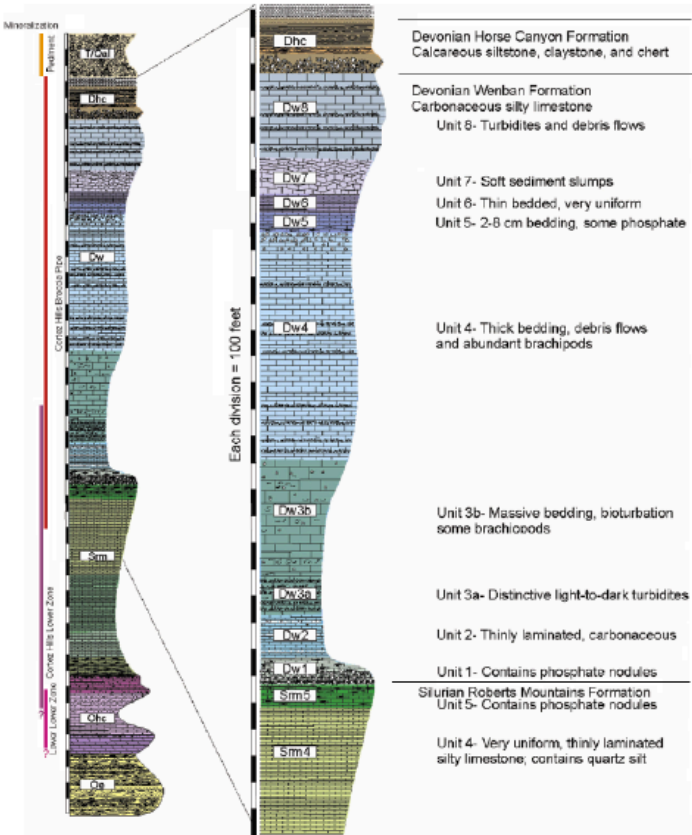 Mineralization
Pediment
Cortez Hills Breccia Pipe
Cortez Hills Lower Zone
Lower Lower Zone
?
?
T/Qal
Dhc
Dw
Srm
Ohc
Oe
Each division = 100 feet
Dhc
Dw8
Dw7
Dw6
Dw5
Dw4
Dw3b
Dw3a
Dw2
Dw1
Srm5
Srm4
Devonian Horse Canyon Formation
Calcareous siltstone, claystone, and chert
Devonian Wenban Formation
Carbonaceous silty limestone
Unit 8- Turbidites and debris flows
Unit 7- Soft sediment slumps
Unit 6- Thin bedded, very uniform
Unit 5- 2-8 cm bedding, some phosphate
Unit 4- Thick bedding, debris flows
and abundant brachipods
Unit 3b- Massive bedding, bioturbation
some brachiopods
Unit 3a- Distinctive light-to-dark turbidites
Unit 2- Thinly laminated, carbonaceous
Unit 1- Contains phosphate nodules
Silurian Roberts Mountains Formation
Unit 5- Contains phosphate nodules
Unit 4- Very uniform, thinly laminated
silty limestone; contains quartz silt